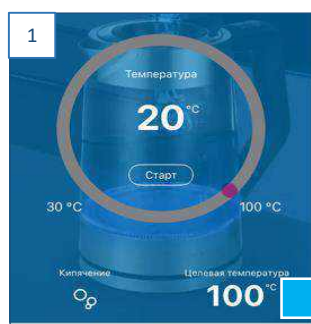 1
Температура
20°C
Старт
30 °C
100 °C
Кипячение
Целевая температура
100°C